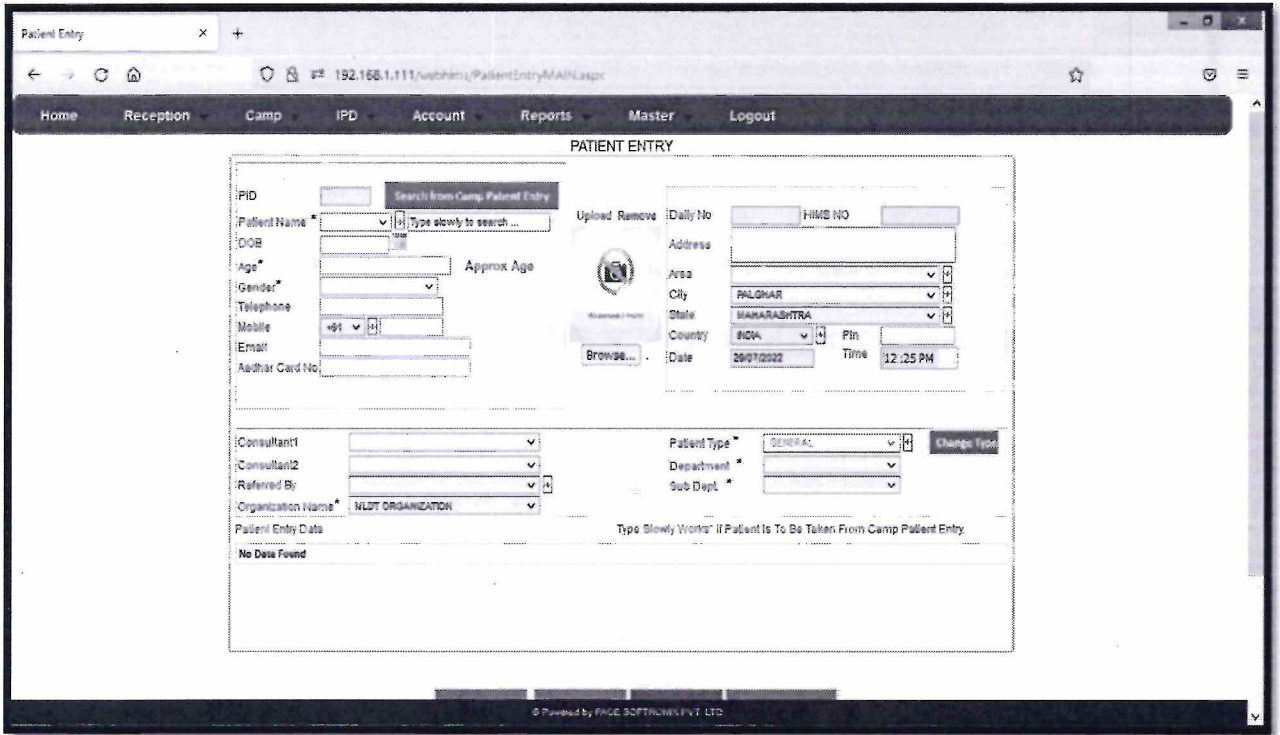 Patient Entry × +
192.168.1.111/webhims/PatientEntryMAIN.aspx
Home Reception Camp IPD Account Reports Master Logout
PATIENT ENTRY
PID Search from Camp Patient Entry
Patient Name * Type slowly to search ...
DOB
Age* Approx Age
Gender*
Telephone
Mobile +91
Email
Aadhar Card No
Upload Remove
Browse...
Daily No HIMS NO
Address
Area
City PALGHAR
State MAHARASHTRA
Country INDIA Pin
Date 26/07/2022 Time 12:25 PM
Consultant1
Consultant2
Referred By
Organization Name* MLDT ORGANIZATION
Patient Type * GENERAL Change Type
Department *
Sub Dept. *
Patient Entry Data Type Slowly Works* if Patient Is To Be Taken From Camp Patient Entry
No Data Found
© Powered by PAGE SOFTRONIX PVT. LTD